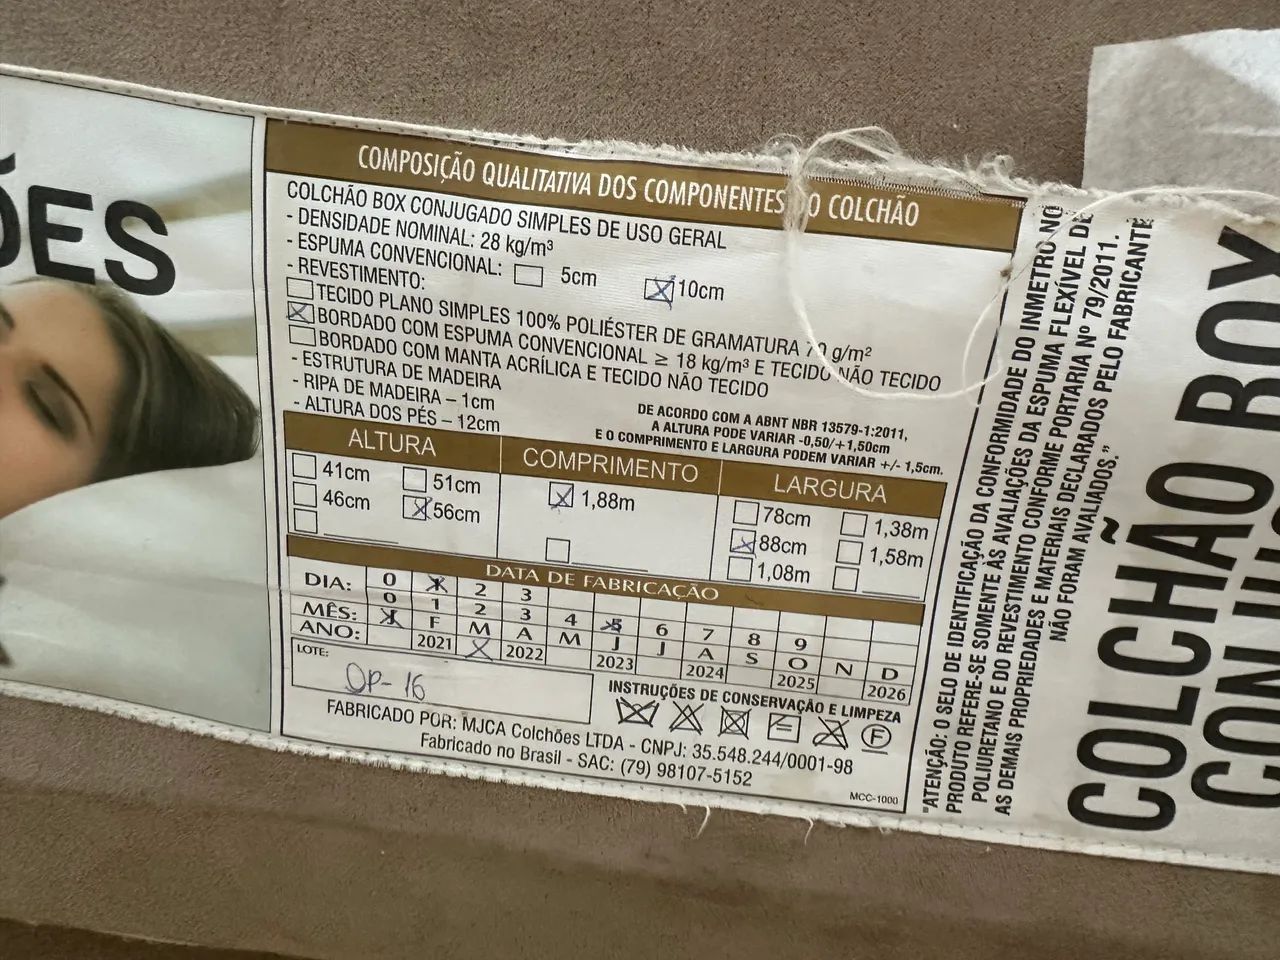 ÕES
COMPOSIÇÃO QUALITATIVA DOS COMPONENTES DO COLCHÃO
COLCHÃO BOX CONJUGADO SIMPLES DE USO GERAL
- DENSIDADE NOMINAL: 28 kg/m³
- ESPUMA CONVENCIONAL: 5cm 10cm
- REVESTIMENTO:
TECIDO PLANO SIMPLES 100% POLIÉSTER DE GRAMATURA 70 g/m²
BORDADO COM ESPUMA CONVENCIONAL ≥ 18 kg/m³ E TECIDO NÃO TECIDO
BORDADO COM MANTA ACRÍLICA E TECIDO NÃO TECIDO
- ESTRUTURA DE MADEIRA
- RIPA DE MADEIRA – 1cm
- ALTURA DOS PÉS – 12cm
DE ACORDO COM A ABNT NBR 13579-1:2011,
A ALTURA PODE VARIAR -0,50/+1,50cm
E O COMPRIMENTO E LARGURA PODEM VARIAR +/- 1,5cm.
ALTURA COMPRIMENTO LARGURA
41cm 51cm 1,88m 78cm 1,38m
46cm 56cm 88cm 1,58m
1,08m
DATA DE FABRICAÇÃO
DIA: 0 1 2 3
0 1 2 3 4 5 6 7 8 9
MÊS: J F M A M J J A S O N D
ANO: 2021 2022 2023 2024 2025 2026
LOTE: OP-16
INSTRUÇÕES DE CONSERVAÇÃO E LIMPEZA
F
FABRICADO POR: MJCA Colchões LTDA - CNPJ: 35.548.244/0001-98
Fabricado no Brasil - SAC: (79) 98107-5152
MCC-1000
"ATENÇÃO: O SELO DE IDENTIFICAÇÃO DA CONFORMIDADE DO INMETRO NO
PRODUTO REFERE-SE SOMENTE ÀS AVALIAÇÕES DA ESPUMA FLEXÍVEL DE
POLIURETANO E DO REVESTIMENTO CONFORME PORTARIA Nº 79/2011.
AS DEMAIS PROPRIEDADES E MATERIAIS DECLARADOS PELO FABRICANTE
NÃO FORAM AVALIADOS."
COLCHÃO BOX